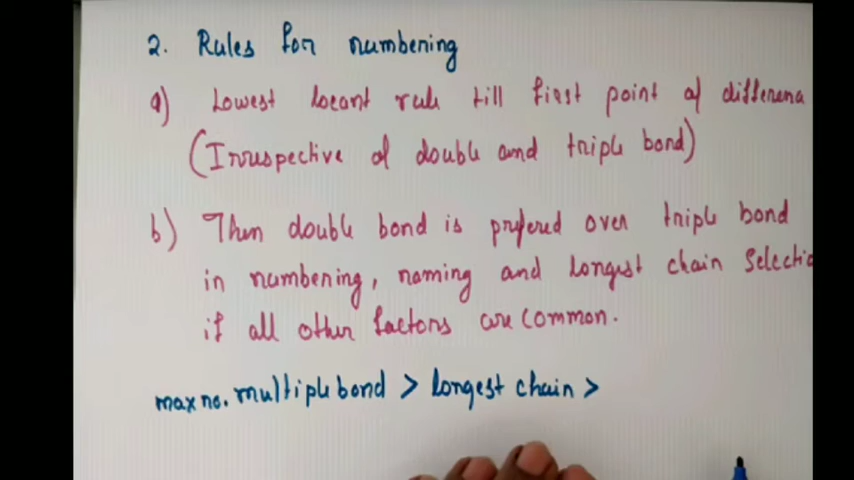 2. Rules for numbering
a) Lowest locant rule till first point of differena
(Irrespective of double and triple bond)
b) Then double bond is prefered over triple bond
in numbering, naming and longest chain selectio
if all other factors are common.
max no. multiple bond > longest chain >